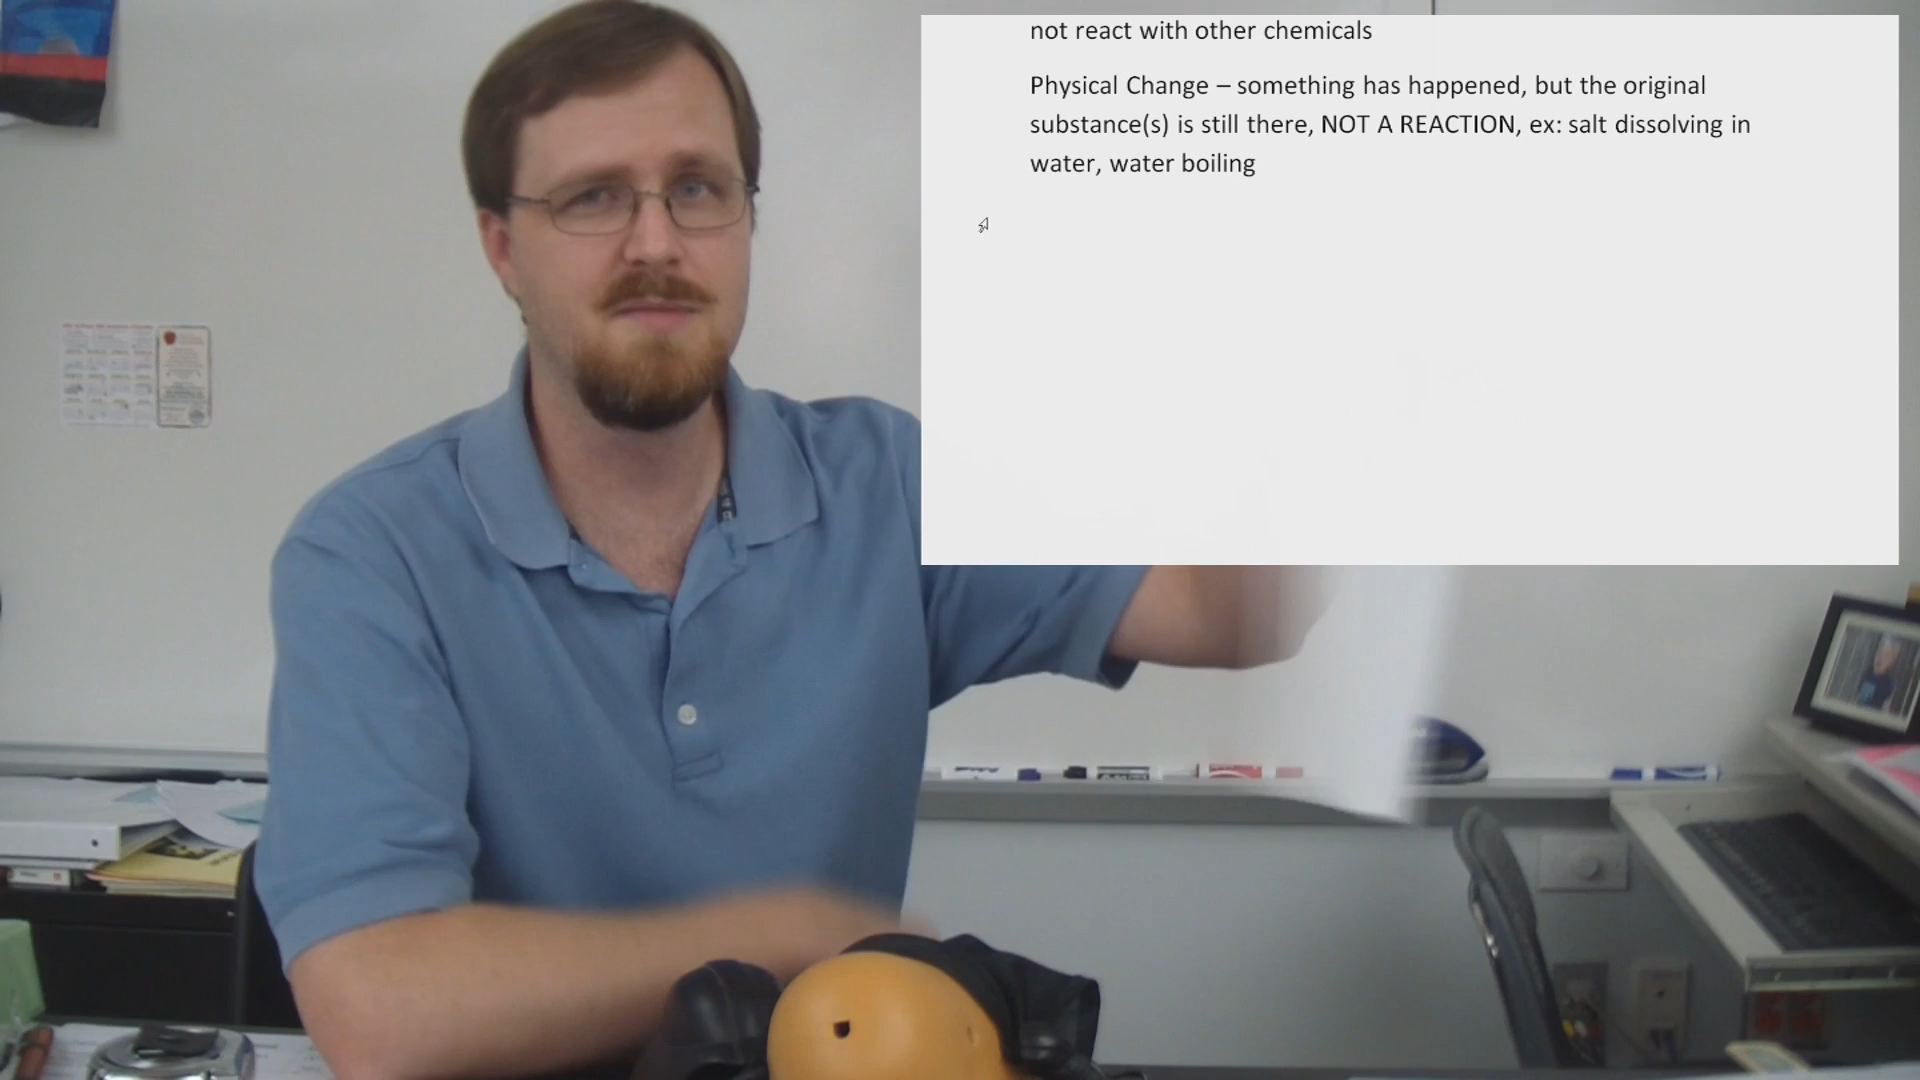 not react with other chemicals
Physical Change – something has happened, but the original
substance(s) is still there, NOT A REACTION, ex: salt dissolving in
water, water boiling